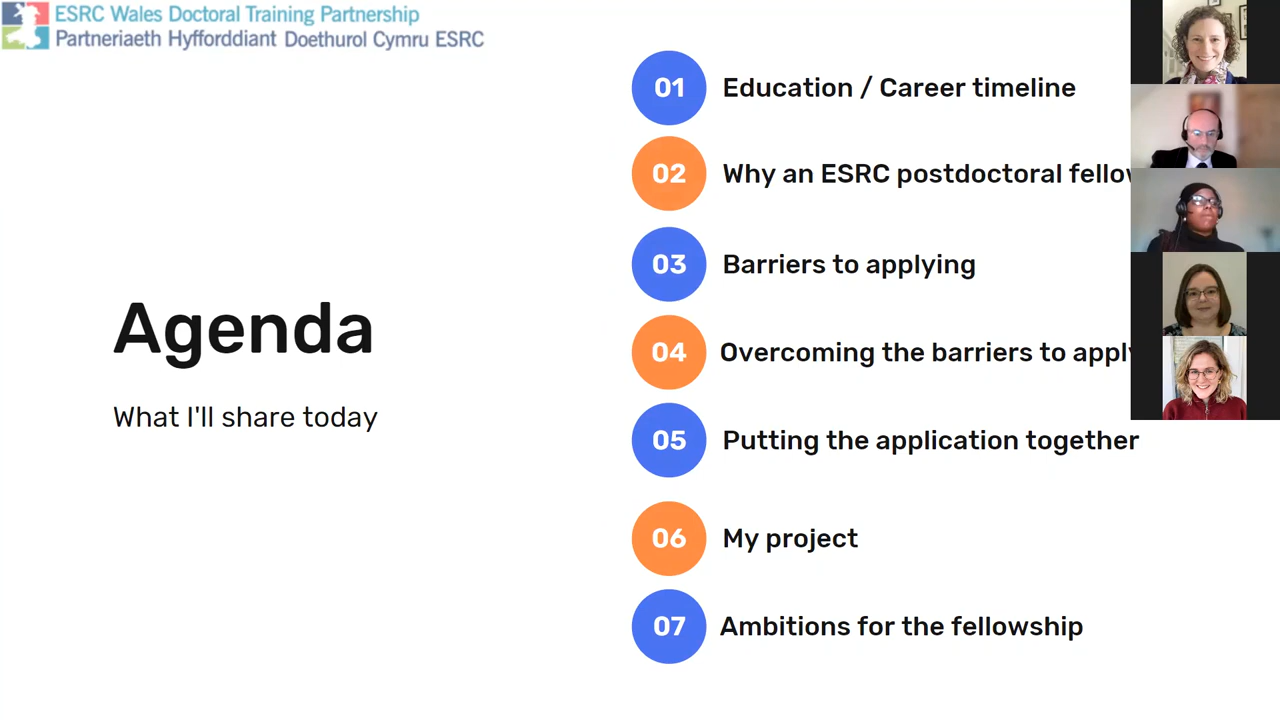 ESRC Wales Doctoral Training Partnership
Partneriaeth Hyfforddiant Doethurol Cymru ESRC
Agenda
What I'll share today
01 Education / Career timeline
02 Why an ESRC postdoctoral
03 Barriers to applying
04 Overcoming the barriers to
05 Putting the application together
06 My project
07 Ambitions for the fellowship